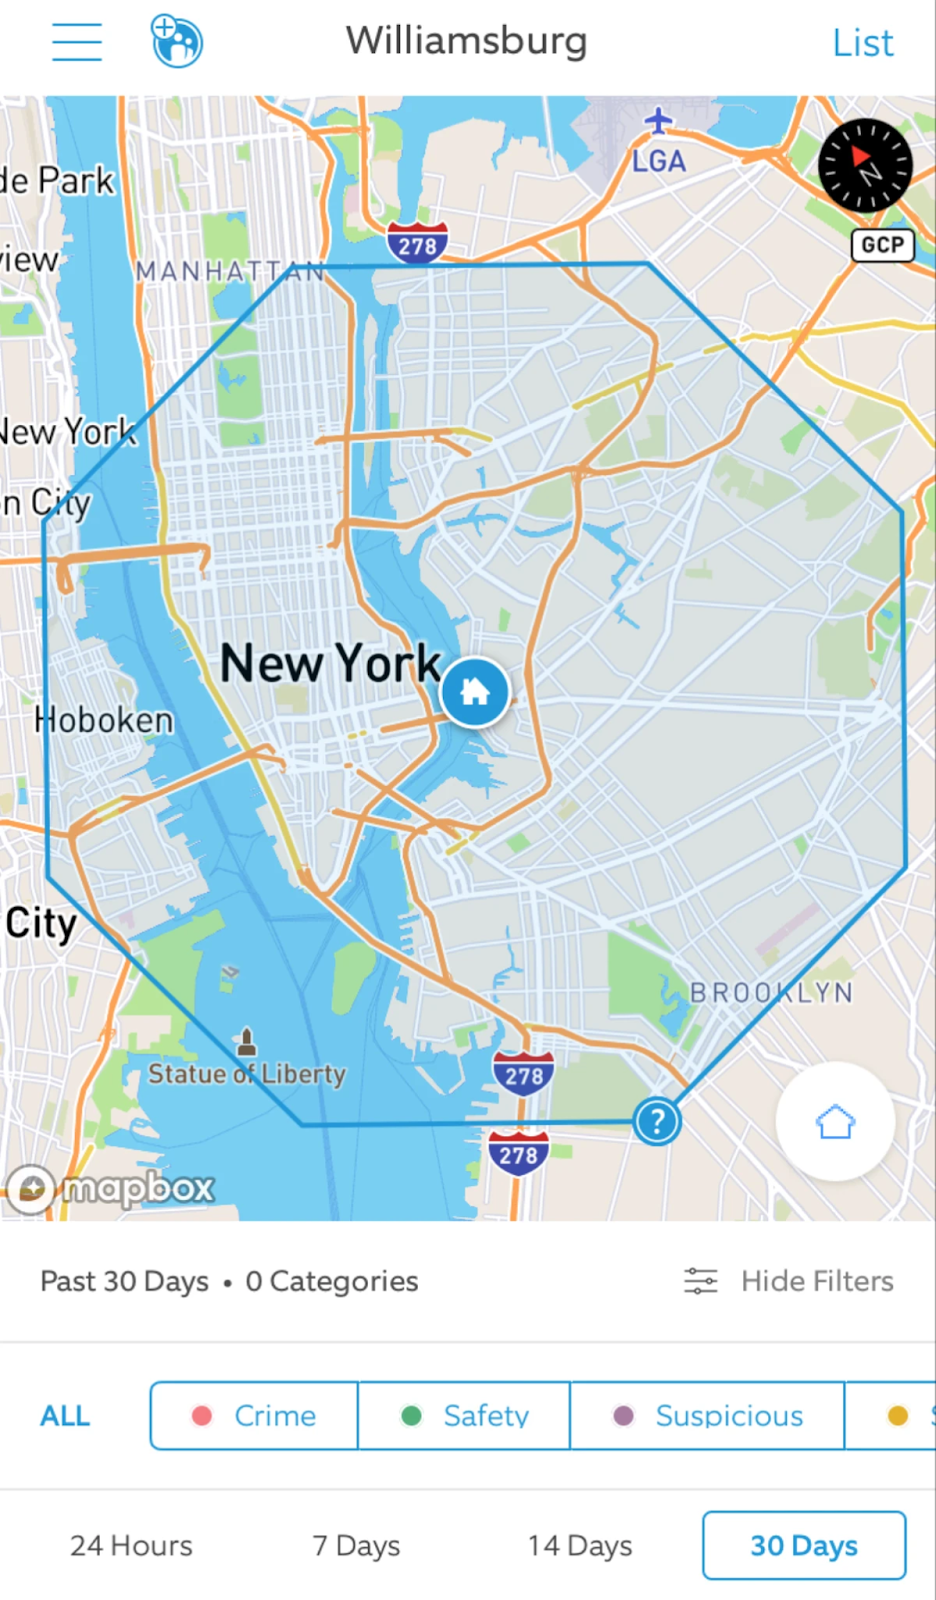 Williamsburg
List
de Park
LGA
N
view
MANHATTAN
278
GCP
New York
on City
New York
Hoboken
City
BROOKLYN
Statue of Liberty
278
?
278
mapbox
Past 30 Days • 0 Categories
Hide Filters
ALL
Crime
Safety
Suspicious
24 Hours
7 Days
14 Days
30 Days